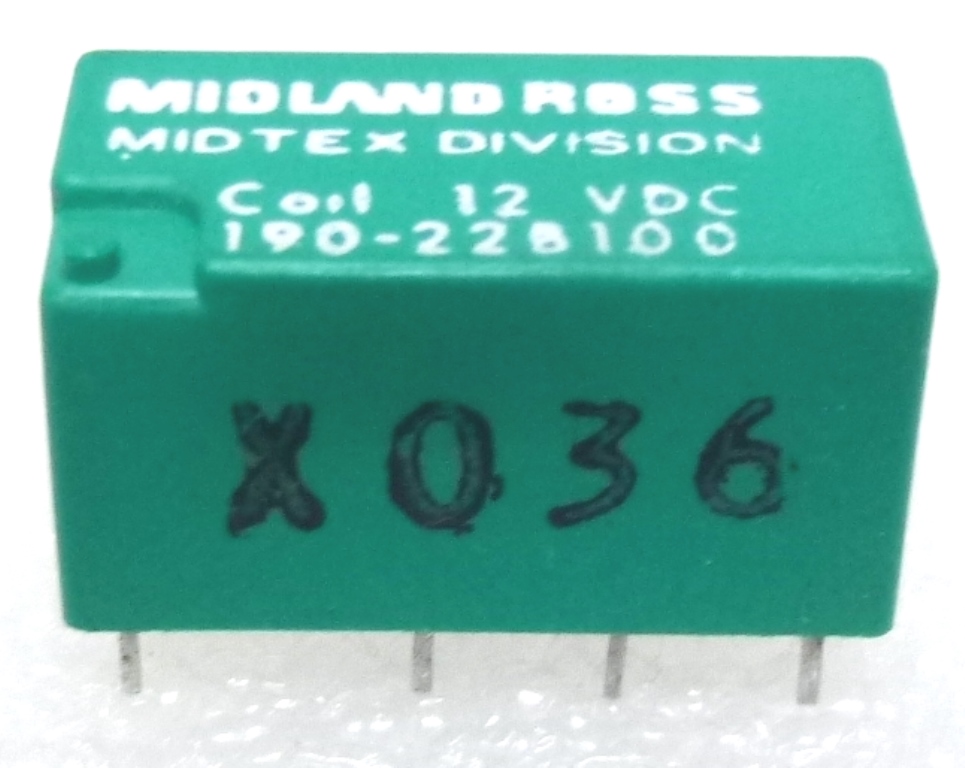 MIDLAND ROSS
MIDTEX DIVISION
Coil 12 VDC
190-22B100
X036